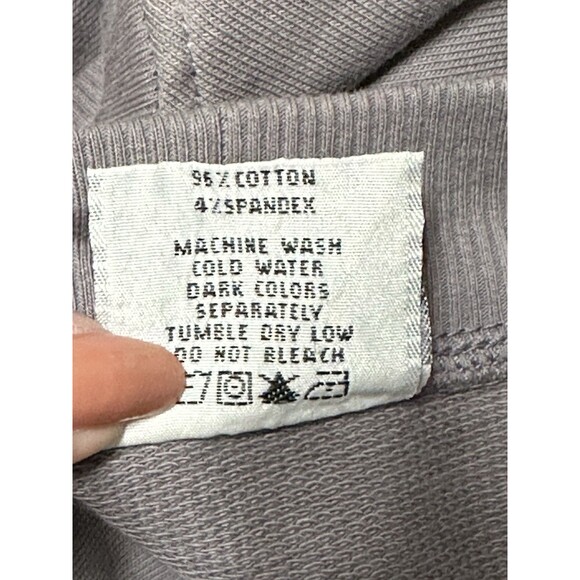 96% COTTON
4% SPANDEX
MACHINE WASH
COLD WATER
DARK COLORS
SEPARATELY
TUMBLE DRY LOW
DO NOT BLEACH